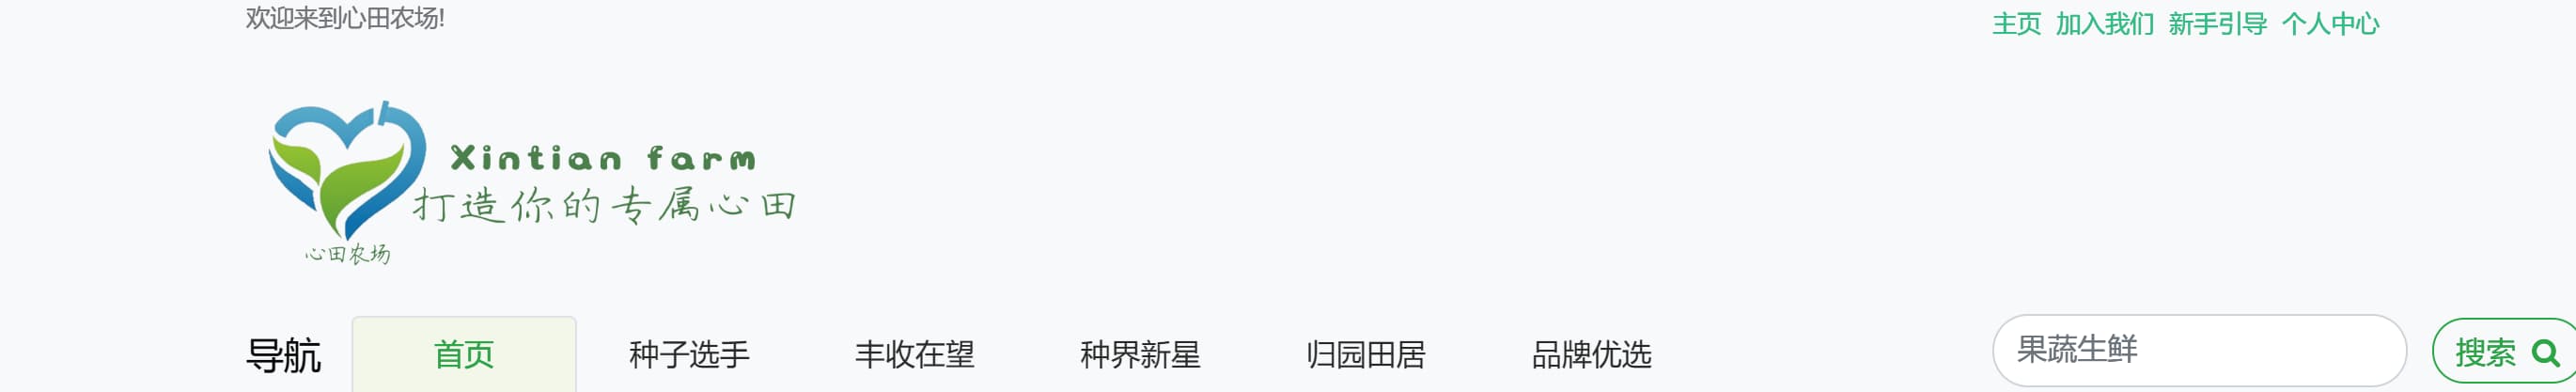 欢迎来到心田农场!
主页 加入我们 新手引导 个人中心
Xintian farm
打造你的专属心田
心田农场
导航 首页 种子选手 丰收在望 种界新星 归园田居 品牌优选 果蔬生鲜 搜索